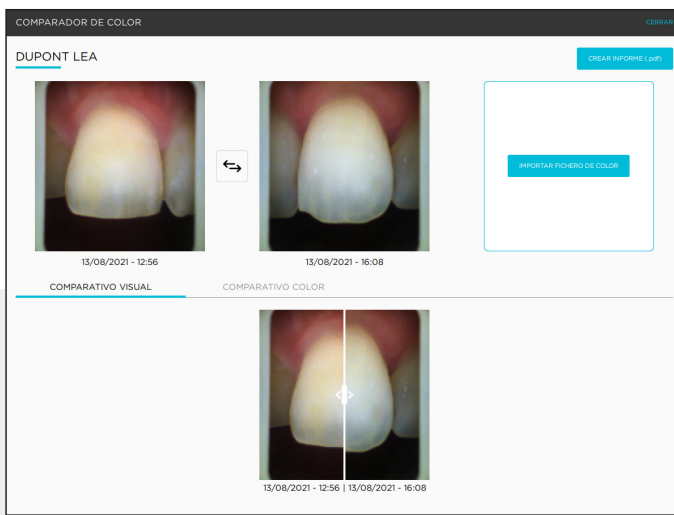 COMPARADOR DE COLOR
CERRAR
DUPONT LEA
CREAR INFORME (.pdf)
IMPORTAR FICHERO DE COLOR
13/08/2021 - 12:56
13/08/2021 - 16:08
COMPARATIVO VISUAL
COMPARATIVO COLOR
13/08/2021 - 12:56 | 13/08/2021 - 16:08